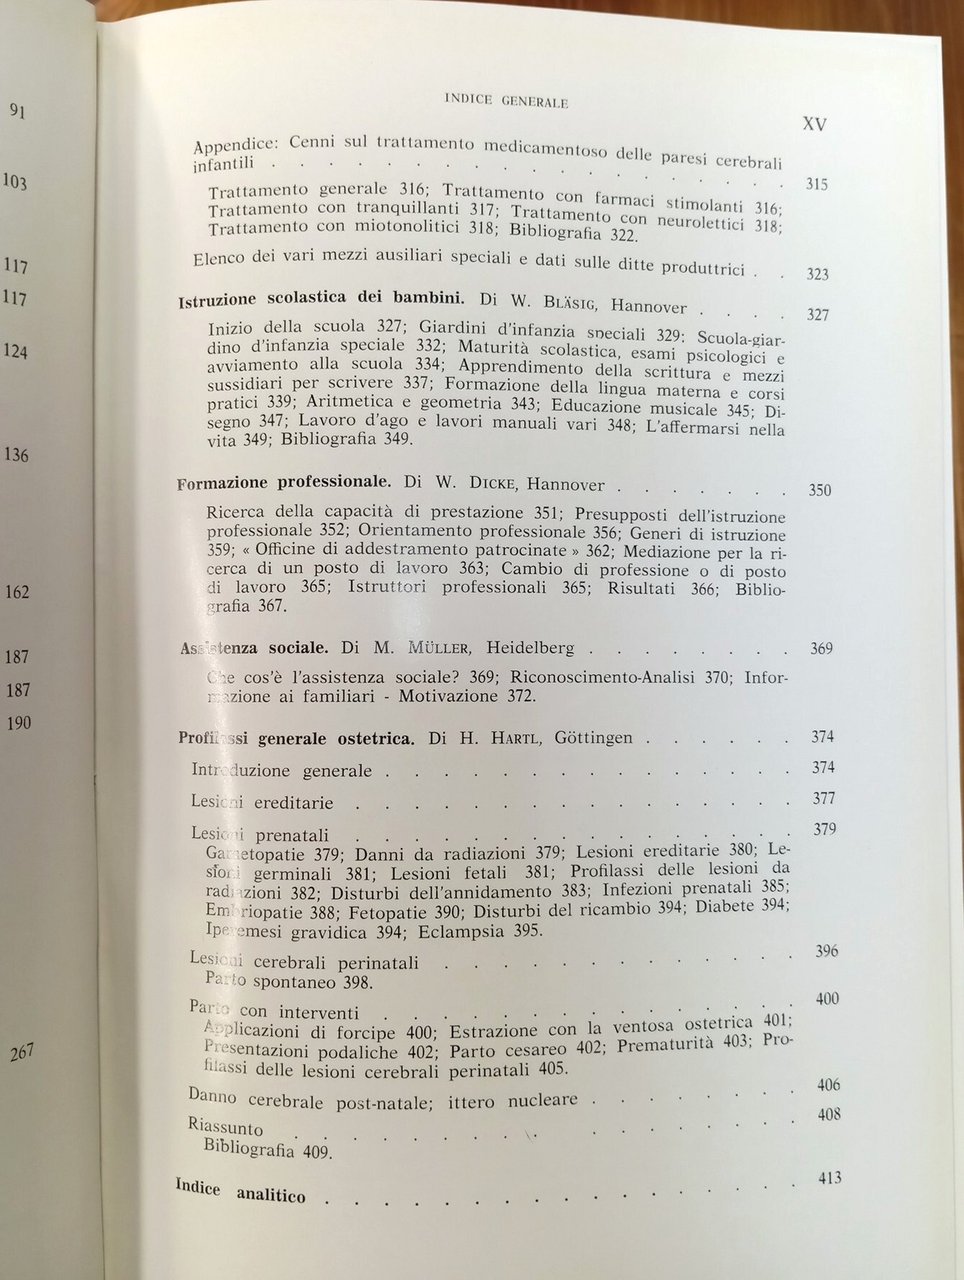 91
103
117
117
124
136
162
187
187
190
267
INDICE GENERALE
XV
Appendice: Cenni sul trattamento medicamentoso delle paresi cerebrali
infantili . . . . . . . . . . . . . . . . 315
Trattamento generale 316; Trattamento con farmaci stimolanti 316;
Trattamento con tranquillanti 317; Trattamento con neurolettici 318;
Trattamento con miotonolitici 318; Bibliografia 322.
Elenco dei vari mezzi ausiliari speciali e dati sulle ditte produttrici . . 323
Istruzione scolastica dei bambini. Di W. BLÄSIG, Hannover . . . . 327
Inizio della scuola 327; Giardini d'infanzia speciali 329; Scuola-giar-
dino d'infanzia speciale 332; Maturità scolastica, esami psicologici e
avviamento alla scuola 334; Apprendimento della scrittura e mezzi
sussidiari per scrivere 337; Formazione della lingua materna e corsi
pratici 339; Aritmetica e geometria 343; Educazione musicale 345; Di-
segno 347; Lavoro d'ago e lavori manuali vari 348; L'affermarsi nella
vita 349; Bibliografia 349.
Formazione professionale. Di W. DICKE, Hannover . . . . . . 350
Ricerca della capacità di prestazione 351; Presupposti dell'istruzione
professionale 352; Orientamento professionale 356; Generi di istruzione
359; « Officine di addestramento patrocinate » 362; Mediazione per la ri-
cerca di un posto di lavoro 363; Cambio di professione o di posto
di lavoro 365; Istruttori professionali 365; Risultati 366; Biblio-
grafia 367.
Assistenza sociale. Di M. MÜLLER, Heidelberg . . . . . . . . 369
Che cos'è l'assistenza sociale? 369; Riconoscimento-Analisi 370; Infor-
mazione ai familiari - Motivazione 372.
Profilassi generale ostetrica. Di H. HARTL, Göttingen . . . . . . 374
Introduzione generale . . . . . . . . . . . . . . 374
Lesioni ereditarie . . . . . . . . . . . . . . . 377
Lesioni prenatali . . . . . . . . . . . . . . . 379
Gametopatie 379; Danni da radiazioni 379; Lesioni ereditarie 380; Le-
sioni germinali 381; Lesioni fetali 381; Profilassi delle lesioni da
radiazioni 382; Disturbi dell'annidamento 383; Infezioni prenatali 385;
Embriopatie 388; Fetopatie 390; Disturbi del ricambio 394; Diabete 394;
Iperemesi gravidica 394; Eclampsia 395.
Lesioni cerebrali perinatali . . . . . . . . . . . . 396
Parto spontaneo 398.
Parto con interventi . . . . . . . . . . . . . . 400
Applicazioni di forcipe 400; Estrazione con la ventosa ostetrica 401;
Presentazioni podaliche 402; Parto cesareo 402; Prematurità 403; Pro-
filassi delle lesioni cerebrali perinatali 405.
Danno cerebrale post-natale; ittero nucleare . . . . . . . 406
Riassunto . . . . . . . . . . . . . . . . 408
Bibliografia 409.
Indice analitico . . . . . . . . . . . . . . . . 413